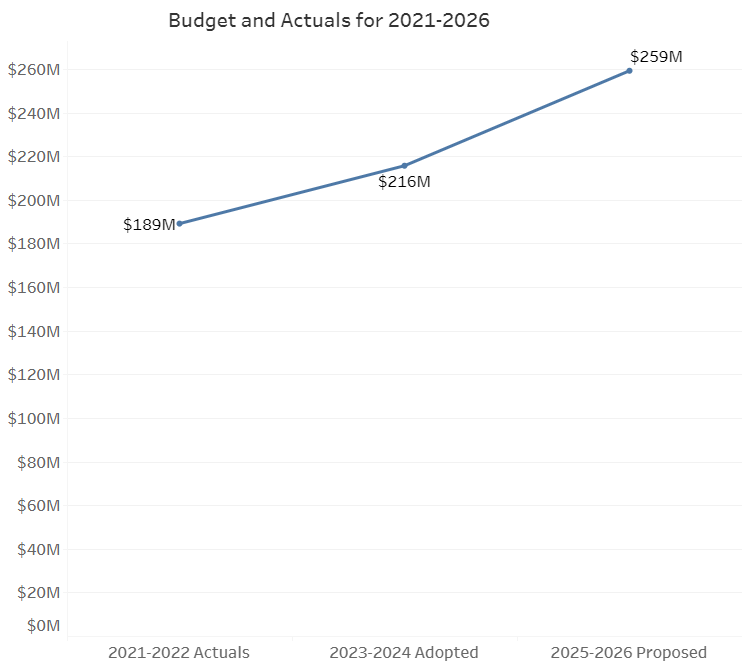 Budget and Actuals for 2021-2026
$260M
$259M
$240M
$220M
$216M
$200M
$189M
$180M
$160M
$140M
$120M
$100M
$80M
$60M
$40M
$20M
$0M
2021-2022 Actuals
2023-2024 Adopted
2025-2026 Proposed